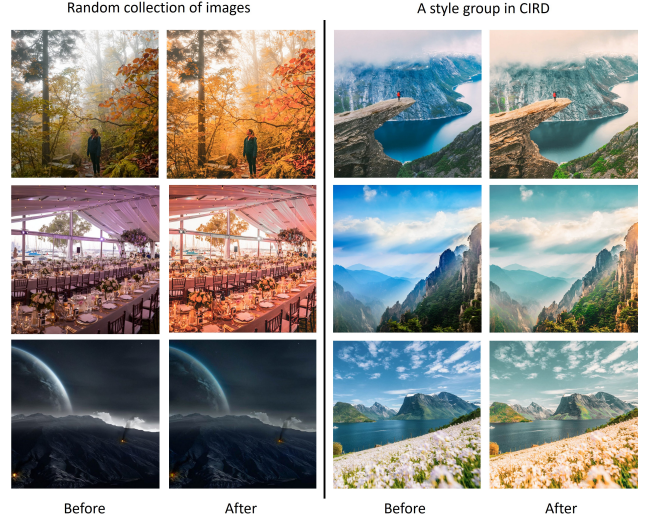 Random collection of images
A style group in CIRD
Before
After
Before
After